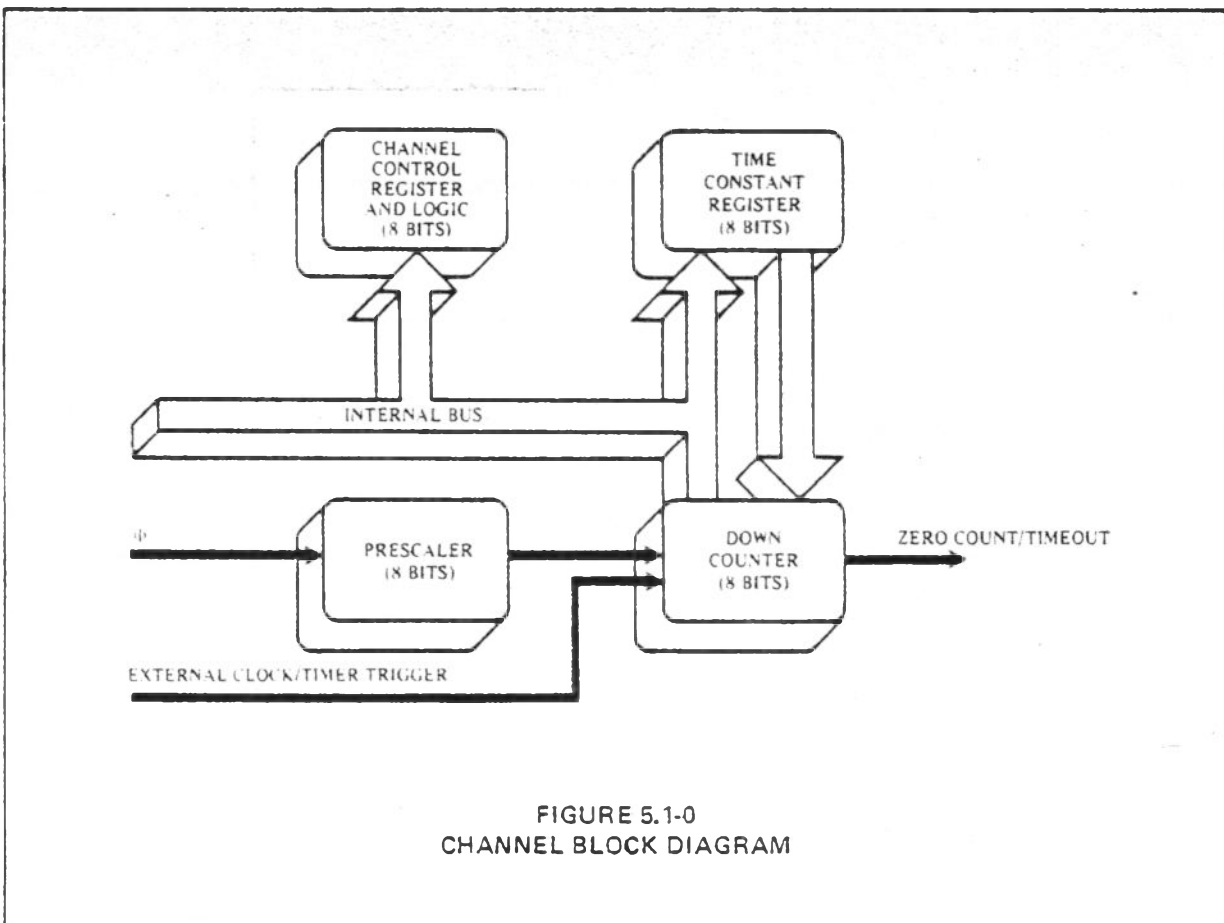 CHANNEL
CONTROL
REGISTER
AND LOGIC
(8 BITS)
TIME
CONSTANT
REGISTER
(8 BITS)
INTERNAL BUS
Φ
PRESCALER
(8 BITS)
DOWN
COUNTER
(8 BITS)
ZERO COUNT/TIMEOUT
EXTERNAL CLOCK/TIMER TRIGGER
FIGURE 5.1-0
CHANNEL BLOCK DIAGRAM